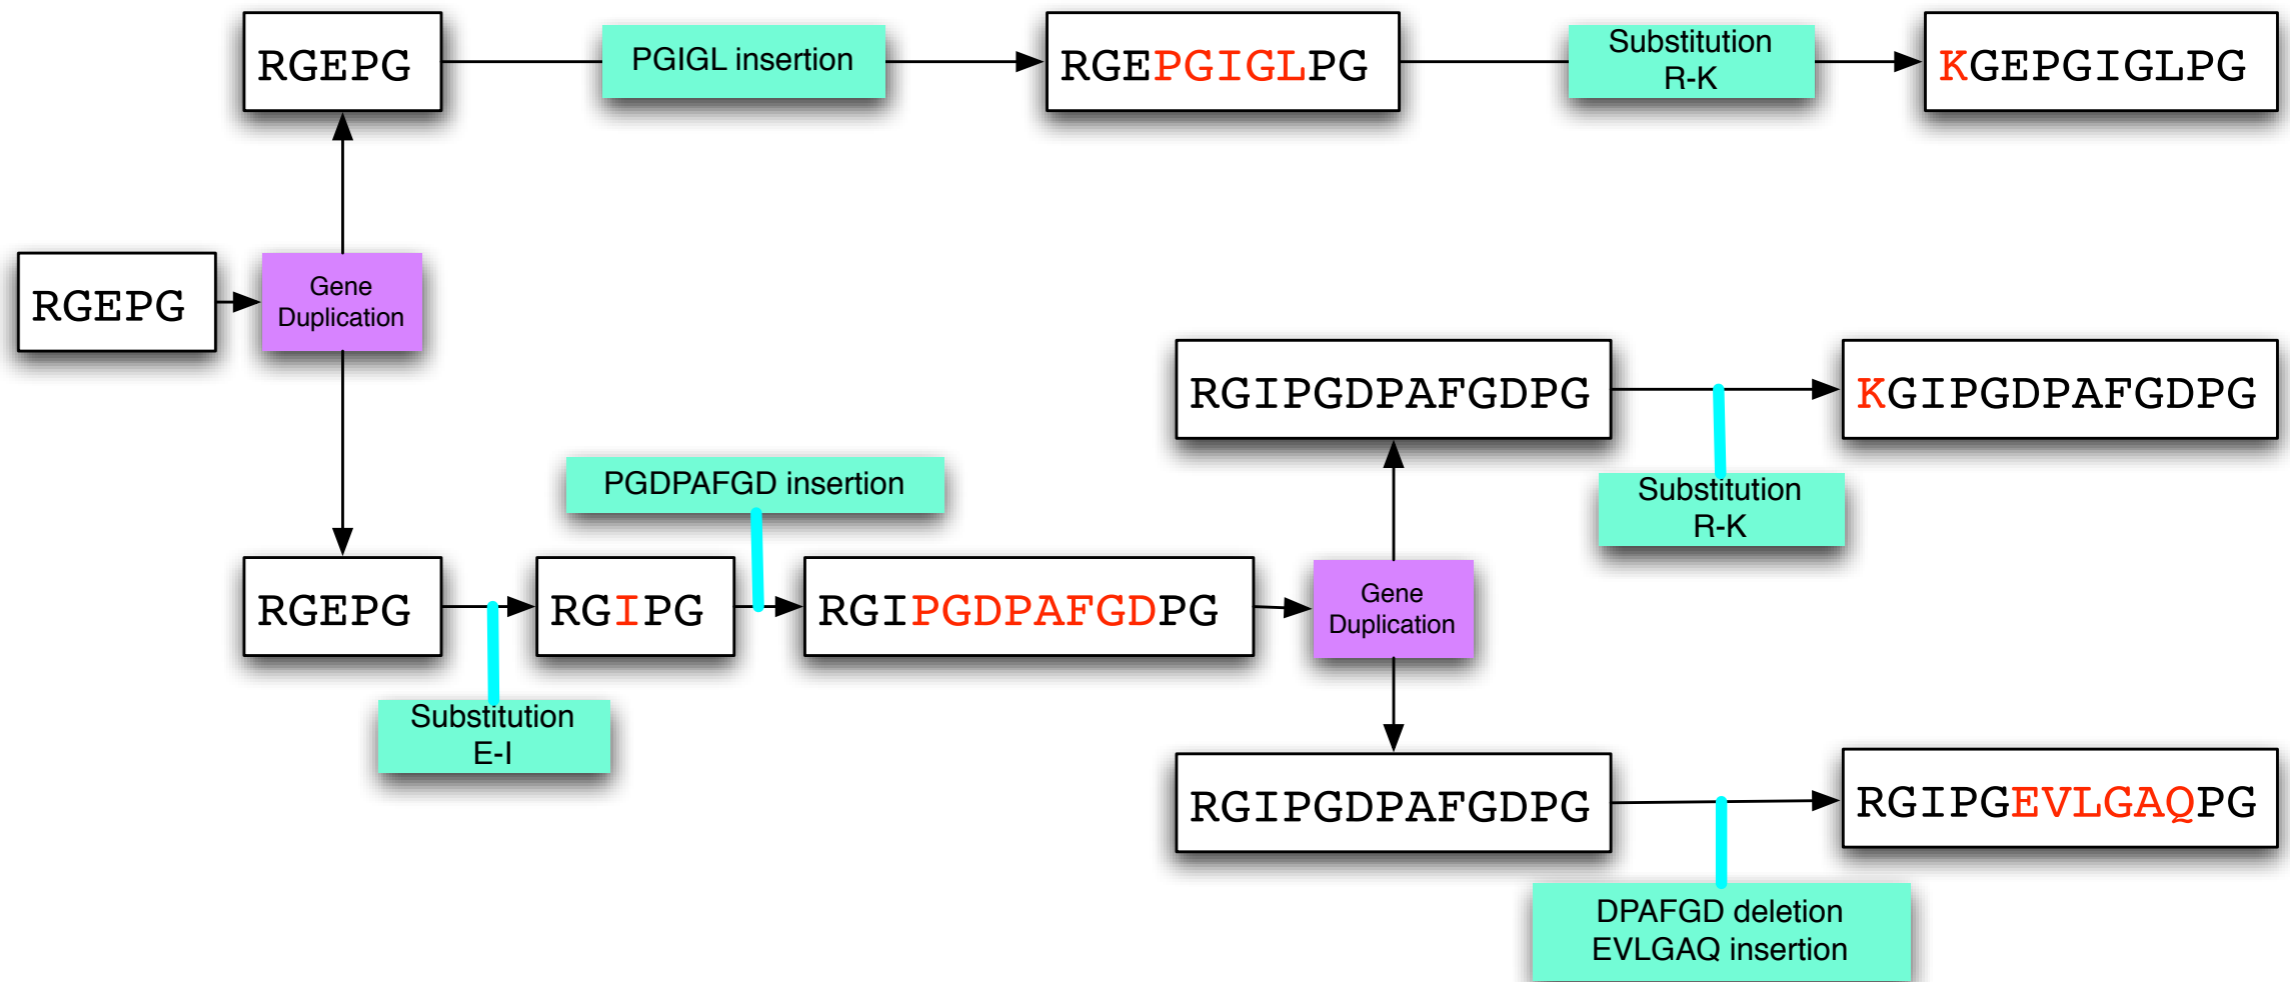 RGEPG
PGIGL insertion
RGEPGIGLPG
Substitution
R-K
KGEPGIGLPG
RGEPG
Gene
Duplication
RGIPGDPAFGDPG
KGIPGDPAFGDPG
PGDPAFGD insertion
Substitution
R-K
RGEPG
RGIPG
RGIPGDPAFGDPG
Gene
Duplication
Substitution
E-I
RGIPGDPAFGDPG
RGIPGEVLGAQPG
DPAFGD deletion
EVLGAQ insertion